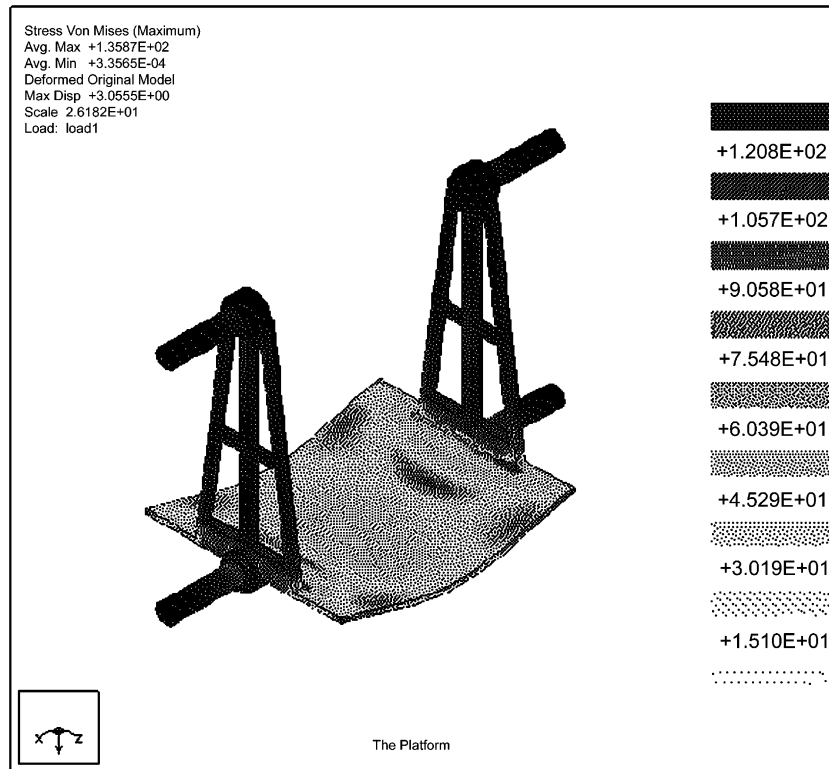 Stress Von Mises (Maximum)
Avg. Max +1.3587E+02
Avg. Min +3.3565E-04
Deformed Original Model
Max Disp +3.0555E+00
Scale 2.6182E+01
Load: load1
+1.208E+02
+1.057E+02
+9.058E+01
+7.548E+01
+6.039E+01
+4.529E+01
+3.019E+01
+1.510E+01
X Z
The Platform